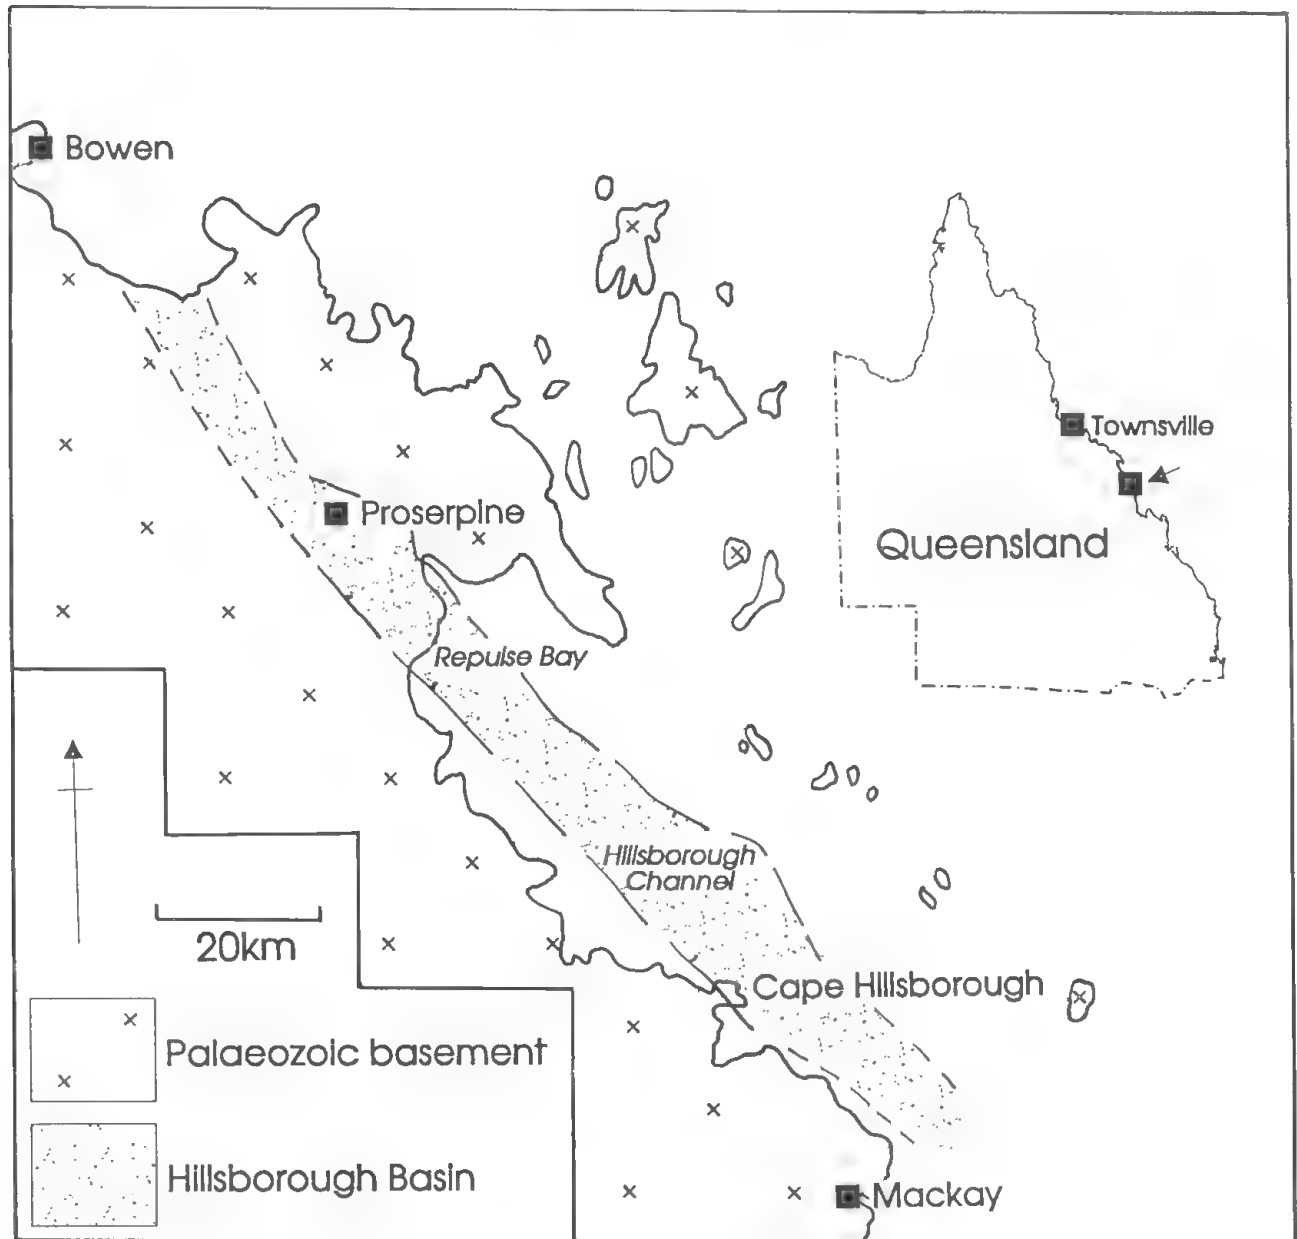 Bowen
Townsville
Proserpine
Queensland
Repulse Bay
Hillsborough
Channel
20km
Cape Hillsborough
Palaeozoic basement
Hillsborough Basin
Mackay